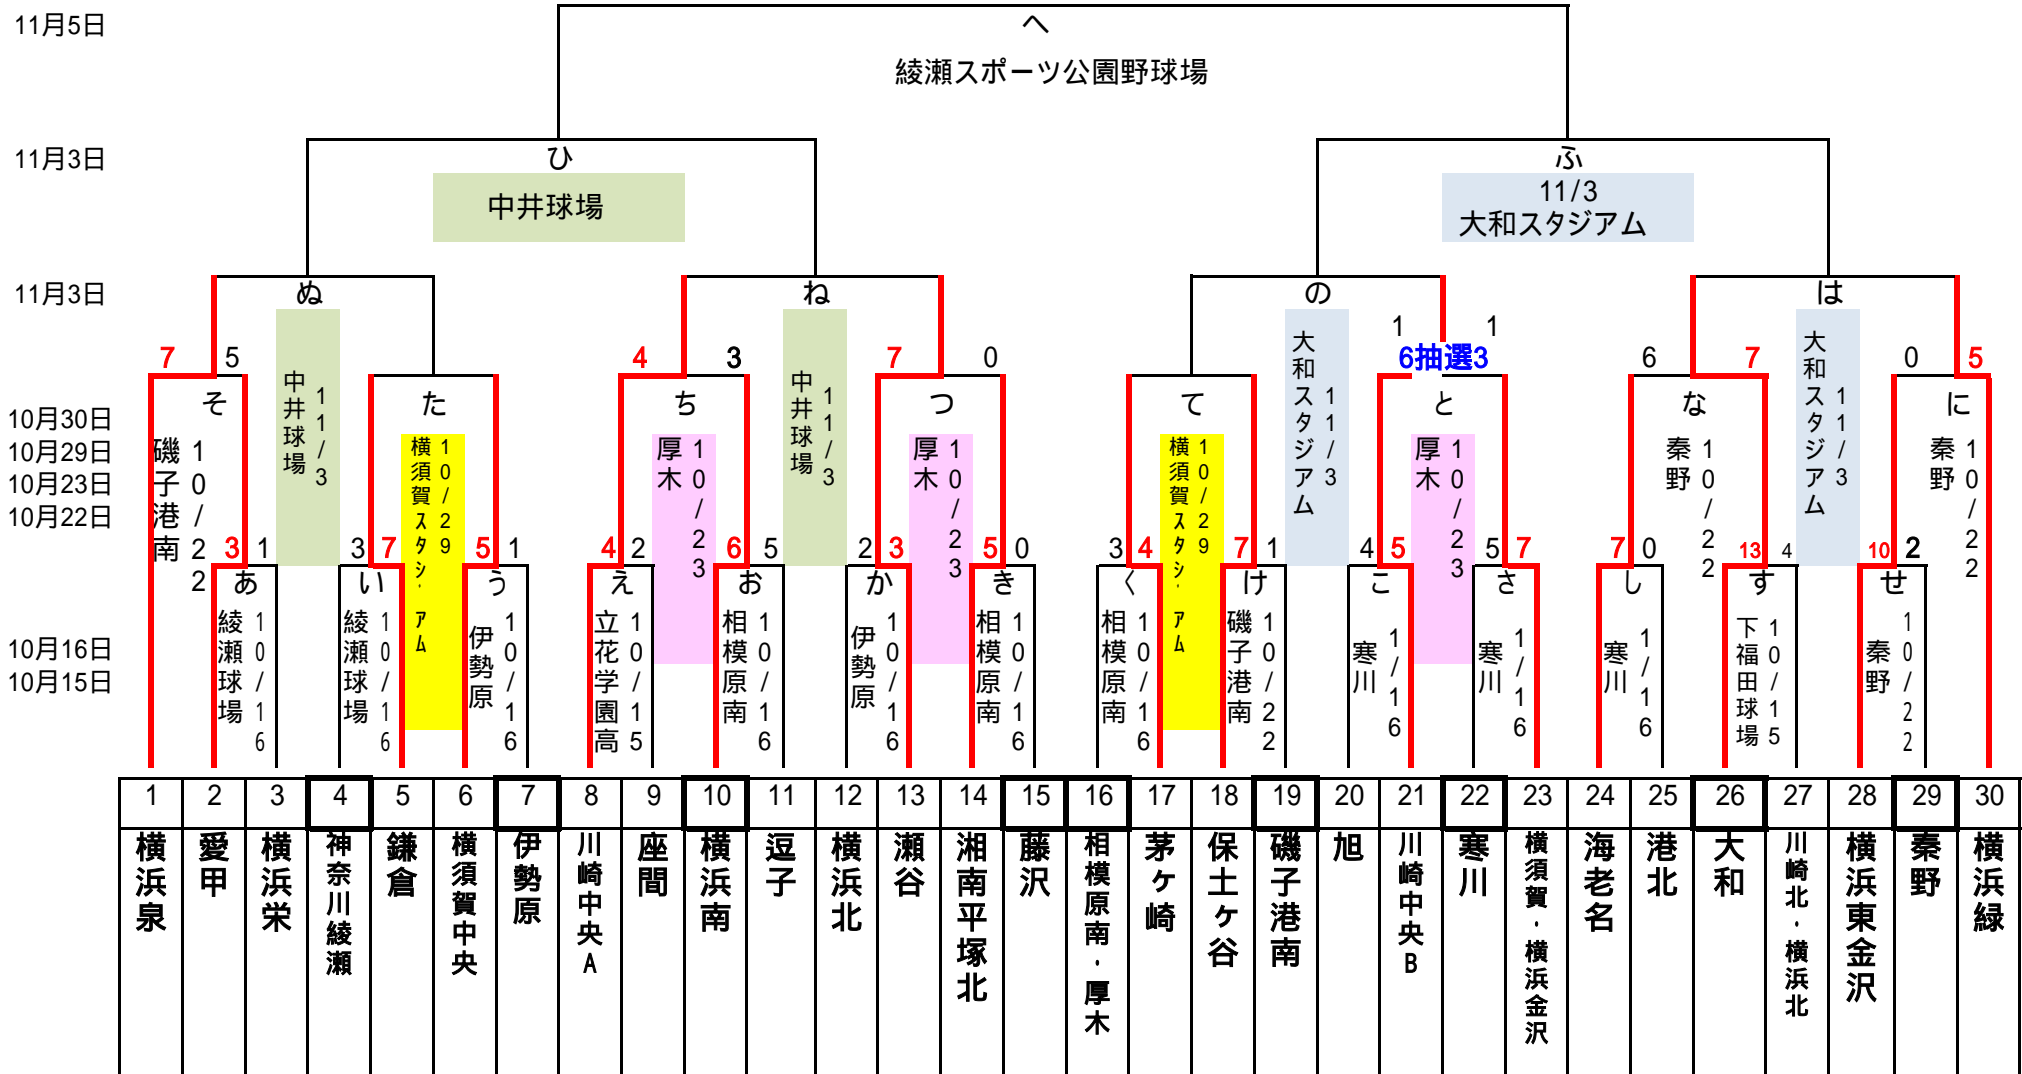 11月5日
へ
綾瀬スポーツ公園野球場
11月3日
ひ
ふ
中井球場
11/3
大和スタジアム
11月3日
ぬ
ね
の
は
7 5
4 3
7 0
1 1
6抽選3
6 7
0 5
中井球場 11/3
中井球場 11/3
大和スタジアム 11/3
大和スタジアム 11/3
そ
た
ち
つ
て
と
な
に
10月30日
10月29日
10月23日
10月22日
磯子港南 10/22
横須賀スタジアム 10/29
厚木 10/23
厚木 10/23
横須賀スタジアム 10/29
厚木 10/23
秦野 10/22
秦野 10/22
3 1
3 7
5 1
4 2
6 5
2 3
5 0
3 4
7 1
4 5
5 7
7 0
13 4
10 2
あ
い
う
え
お
か
き
く
け
こ
さ
し
す
せ
10月16日
10月15日
綾瀬球場 10/16
綾瀬球場 10/16
伊勢原 10/16
立花学園高 10/15
相模原南 10/16
伊勢原 10/16
相模原南 10/16
相模原南 10/16
磯子港南 10/22
寒川 1/16
寒川 1/16
寒川 1/16
下福田球場 10/15
秦野 10/22
1 2 3 4 5 6 7 8 9 10 11 12 13 14 15 16 17 18 19 20 21 22 23 24 25 26 27 28 29 30
横浜泉
愛甲
横浜栄
神奈川綾瀬
鎌倉
横須賀中央
伊勢原
川崎中央A
座間
横浜南
逗子
横浜北
瀬谷
湘南平塚北
藤沢
相模原南・厚木
茅ヶ崎
保土ヶ谷
磯子港南
旭
川崎中央B
寒川
横須賀・横浜金沢
海老名
港北
大和
川崎北・横浜北
横浜東金沢
秦野
横浜緑